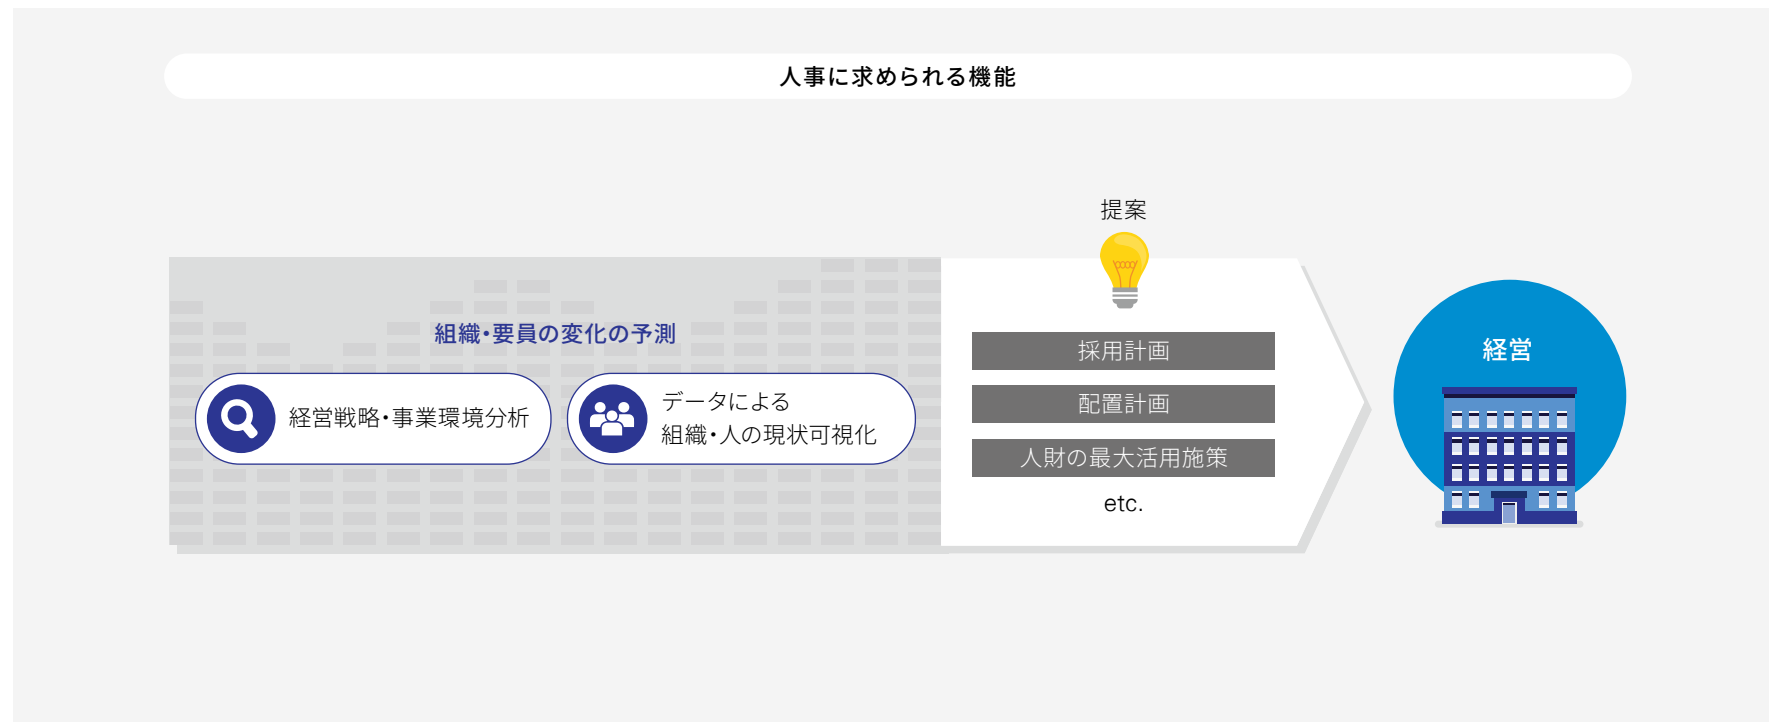 人事に求められる機能
提案
組織・要員の変化の予測
経営戦略・事業環境分析
データによる
組織・人の現状可視化
採用計画
配置計画
人財の最大活用施策
etc.
経営